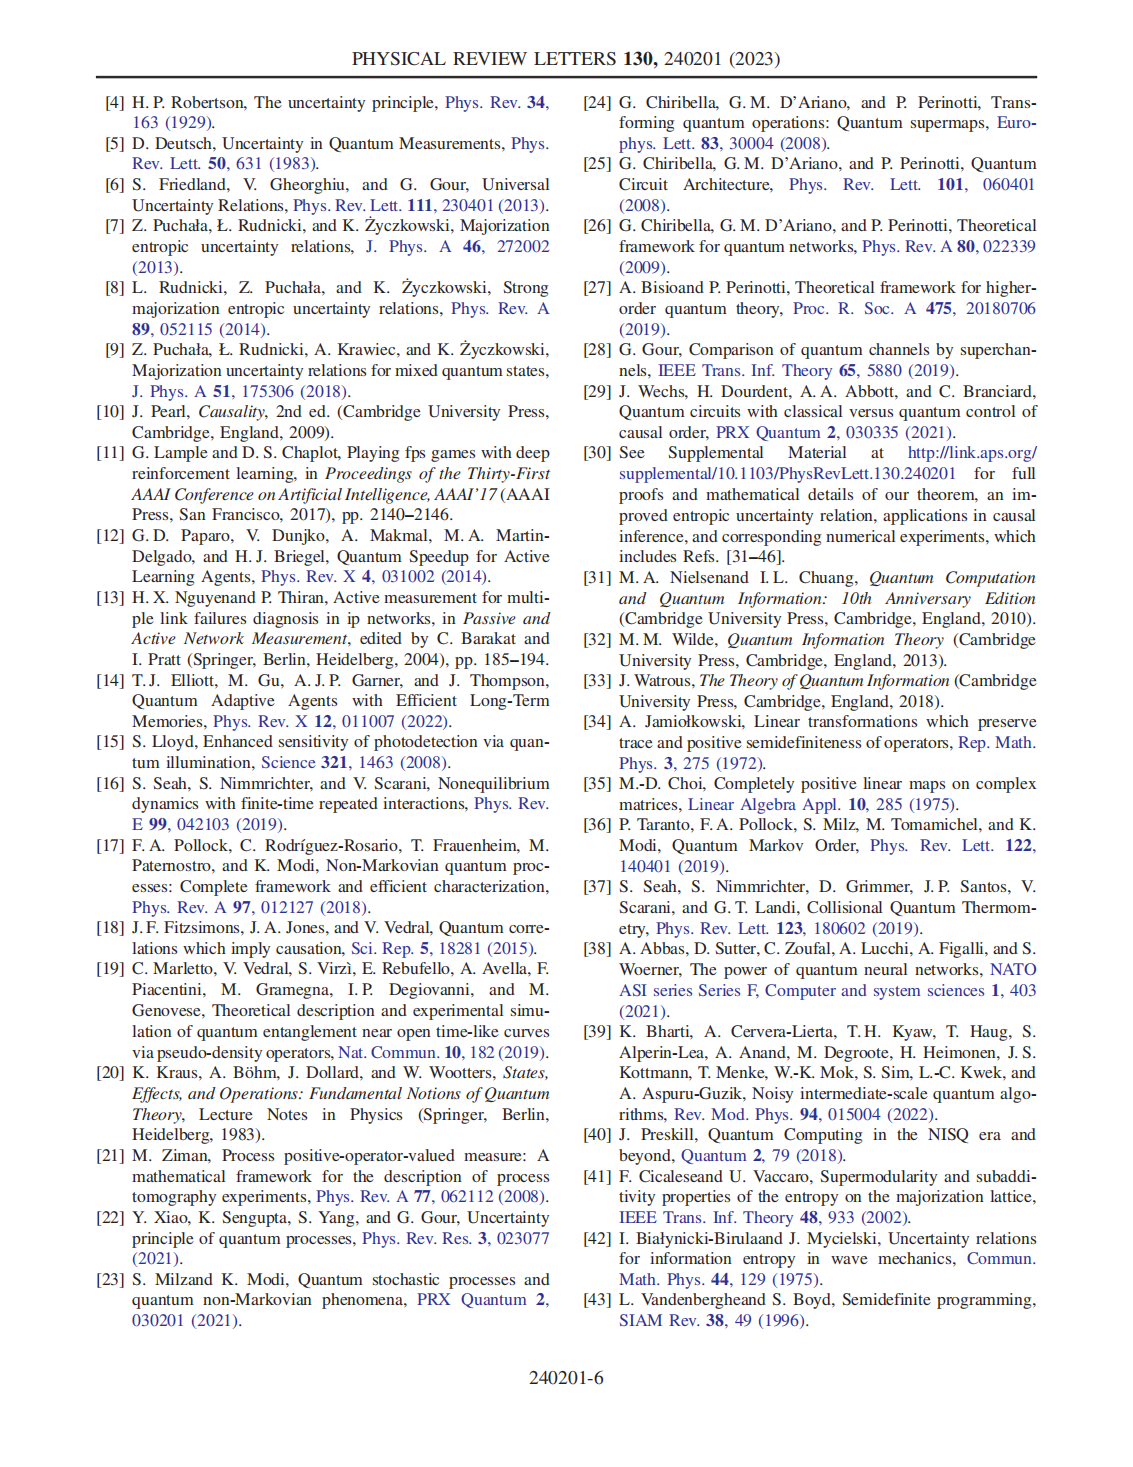 PHYSICAL REVIEW LETTERS 130, 240201 (2023)
[4] H. P. Robertson, The uncertainty principle, Phys. Rev. 34,
163 (1929).
[5] D. Deutsch, Uncertainty in Quantum Measurements, Phys.
Rev. Lett. 50, 631 (1983).
[6] S. Friedland, V. Gheorghiu, and G. Gour, Universal
Uncertainty Relations, Phys. Rev. Lett. 111, 230401 (2013).
[7] Z. Puchała, Ł. Rudnicki, and K. Życzkowski, Majorization
entropic uncertainty relations, J. Phys. A 46, 272002
(2013).
[8] L. Rudnicki, Z. Puchała, and K. Życzkowski, Strong
majorization entropic uncertainty relations, Phys. Rev. A
89, 052115 (2014).
[9] Z. Puchała, Ł. Rudnicki, A. Krawiec, and K. Życzkowski,
Majorization uncertainty relations for mixed quantum states,
J. Phys. A 51, 175306 (2018).
[10] J. Pearl, Causality, 2nd ed. (Cambridge University Press,
Cambridge, England, 2009).
[11] G. Lample and D. S. Chaplot, Playing fps games with deep
reinforcement learning, in Proceedings of the Thirty-First
AAAI Conference on Artificial Intelligence, AAAI'17 (AAAI
Press, San Francisco, 2017), pp. 2140–2146.
[12] G. D. Paparo, V. Dunjko, A. Makmal, M. A. Martin-
Delgado, and H. J. Briegel, Quantum Speedup for Active
Learning Agents, Phys. Rev. X 4, 031002 (2014).
[13] H. X. Nguyenand P. Thiran, Active measurement for multi-
ple link failures diagnosis in ip networks, in Passive and
Active Network Measurement, edited by C. Barakat and
I. Pratt (Springer, Berlin, Heidelberg, 2004), pp. 185–194.
[14] T. J. Elliott, M. Gu, A. J. P. Garner, and J. Thompson,
Quantum Adaptive Agents with Efficient Long-Term
Memories, Phys. Rev. X 12, 011007 (2022).
[15] S. Lloyd, Enhanced sensitivity of photodetection via quan-
tum illumination, Science 321, 1463 (2008).
[16] S. Seah, S. Nimmrichter, and V. Scarani, Nonequilibrium
dynamics with finite-time repeated interactions, Phys. Rev.
E 99, 042103 (2019).
[17] F. A. Pollock, C. Rodríguez-Rosario, T. Frauenheim, M.
Paternostro, and K. Modi, Non-Markovian quantum proc-
esses: Complete framework and efficient characterization,
Phys. Rev. A 97, 012127 (2018).
[18] J. F. Fitzsimons, J. A. Jones, and V. Vedral, Quantum corre-
lations which imply causation, Sci. Rep. 5, 18281 (2015).
[19] C. Marletto, V. Vedral, S. Virzì, E. Rebufello, A. Avella, F.
Piacentini, M. Gramegna, I. P. Degiovanni, and M.
Genovese, Theoretical description and experimental simu-
lation of quantum entanglement near open time-like curves
via pseudo-density operators, Nat. Commun. 10, 182 (2019).
[20] K. Kraus, A. Böhm, J. Dollard, and W. Wootters, States,
Effects, and Operations: Fundamental Notions of Quantum
Theory, Lecture Notes in Physics (Springer, Berlin,
Heidelberg, 1983).
[21] M. Ziman, Process positive-operator-valued measure: A
mathematical framework for the description of process
tomography experiments, Phys. Rev. A 77, 062112 (2008).
[22] Y. Xiao, K. Sengupta, S. Yang, and G. Gour, Uncertainty
principle of quantum processes, Phys. Rev. Res. 3, 023077
(2021).
[23] S. Milzand K. Modi, Quantum stochastic processes and
quantum non-Markovian phenomena, PRX Quantum 2,
030201 (2021).
[24] G. Chiribella, G. M. D'Ariano, and P. Perinotti, Trans-
forming quantum operations: Quantum supermaps, Euro-
phys. Lett. 83, 30004 (2008).
[25] G. Chiribella, G. M. D'Ariano, and P. Perinotti, Quantum
Circuit Architecture, Phys. Rev. Lett. 101, 060401
(2008).
[26] G. Chiribella, G. M. D'Ariano, and P. Perinotti, Theoretical
framework for quantum networks, Phys. Rev. A 80, 022339
(2009).
[27] A. Bisioand P. Perinotti, Theoretical framework for higher-
order quantum theory, Proc. R. Soc. A 475, 20180706
(2019).
[28] G. Gour, Comparison of quantum channels by superchan-
nels, IEEE Trans. Inf. Theory 65, 5880 (2019).
[29] J. Wechs, H. Dourdent, A. A. Abbott, and C. Branciard,
Quantum circuits with classical versus quantum control of
causal order, PRX Quantum 2, 030335 (2021).
[30] See Supplemental Material at http://link.aps.org/
supplemental/10.1103/PhysRevLett.130.240201 for full
proofs and mathematical details of our theorem, an im-
proved entropic uncertainty relation, applications in causal
inference, and corresponding numerical experiments, which
includes Refs. [31–46].
[31] M. A. Nielsenand I. L. Chuang, Quantum Computation
and Quantum Information: 10th Anniversary Edition
(Cambridge University Press, Cambridge, England, 2010).
[32] M. M. Wilde, Quantum Information Theory (Cambridge
University Press, Cambridge, England, 2013).
[33] J. Watrous, The Theory of Quantum Information (Cambridge
University Press, Cambridge, England, 2018).
[34] A. Jamiołkowski, Linear transformations which preserve
trace and positive semidefiniteness of operators, Rep. Math.
Phys. 3, 275 (1972).
[35] M.-D. Choi, Completely positive linear maps on complex
matrices, Linear Algebra Appl. 10, 285 (1975).
[36] P. Taranto, F. A. Pollock, S. Milz, M. Tomamichel, and K.
Modi, Quantum Markov Order, Phys. Rev. Lett. 122,
140401 (2019).
[37] S. Seah, S. Nimmrichter, D. Grimmer, J. P. Santos, V.
Scarani, and G. T. Landi, Collisional Quantum Thermom-
etry, Phys. Rev. Lett. 123, 180602 (2019).
[38] A. Abbas, D. Sutter, C. Zoufal, A. Lucchi, A. Figalli, and S.
Woerner, The power of quantum neural networks, NATO
ASI series Series F, Computer and system sciences 1, 403
(2021).
[39] K. Bharti, A. Cervera-Lierta, T. H. Kyaw, T. Haug, S.
Alperin-Lea, A. Anand, M. Degroote, H. Heimonen, J. S.
Kottmann, T. Menke, W.-K. Mok, S. Sim, L.-C. Kwek, and
A. Aspuru-Guzik, Noisy intermediate-scale quantum algo-
rithms, Rev. Mod. Phys. 94, 015004 (2022).
[40] J. Preskill, Quantum Computing in the NISQ era and
beyond, Quantum 2, 79 (2018).
[41] F. Cicaleseand U. Vaccaro, Supermodularity and subaddi-
tivity properties of the entropy on the majorization lattice,
IEEE Trans. Inf. Theory 48, 933 (2002).
[42] I. Białynicki-Birulaand J. Mycielski, Uncertainty relations
for information entropy in wave mechanics, Commun.
Math. Phys. 44, 129 (1975).
[43] L. Vandenbergheand S. Boyd, Semidefinite programming,
SIAM Rev. 38, 49 (1996).
240201-6